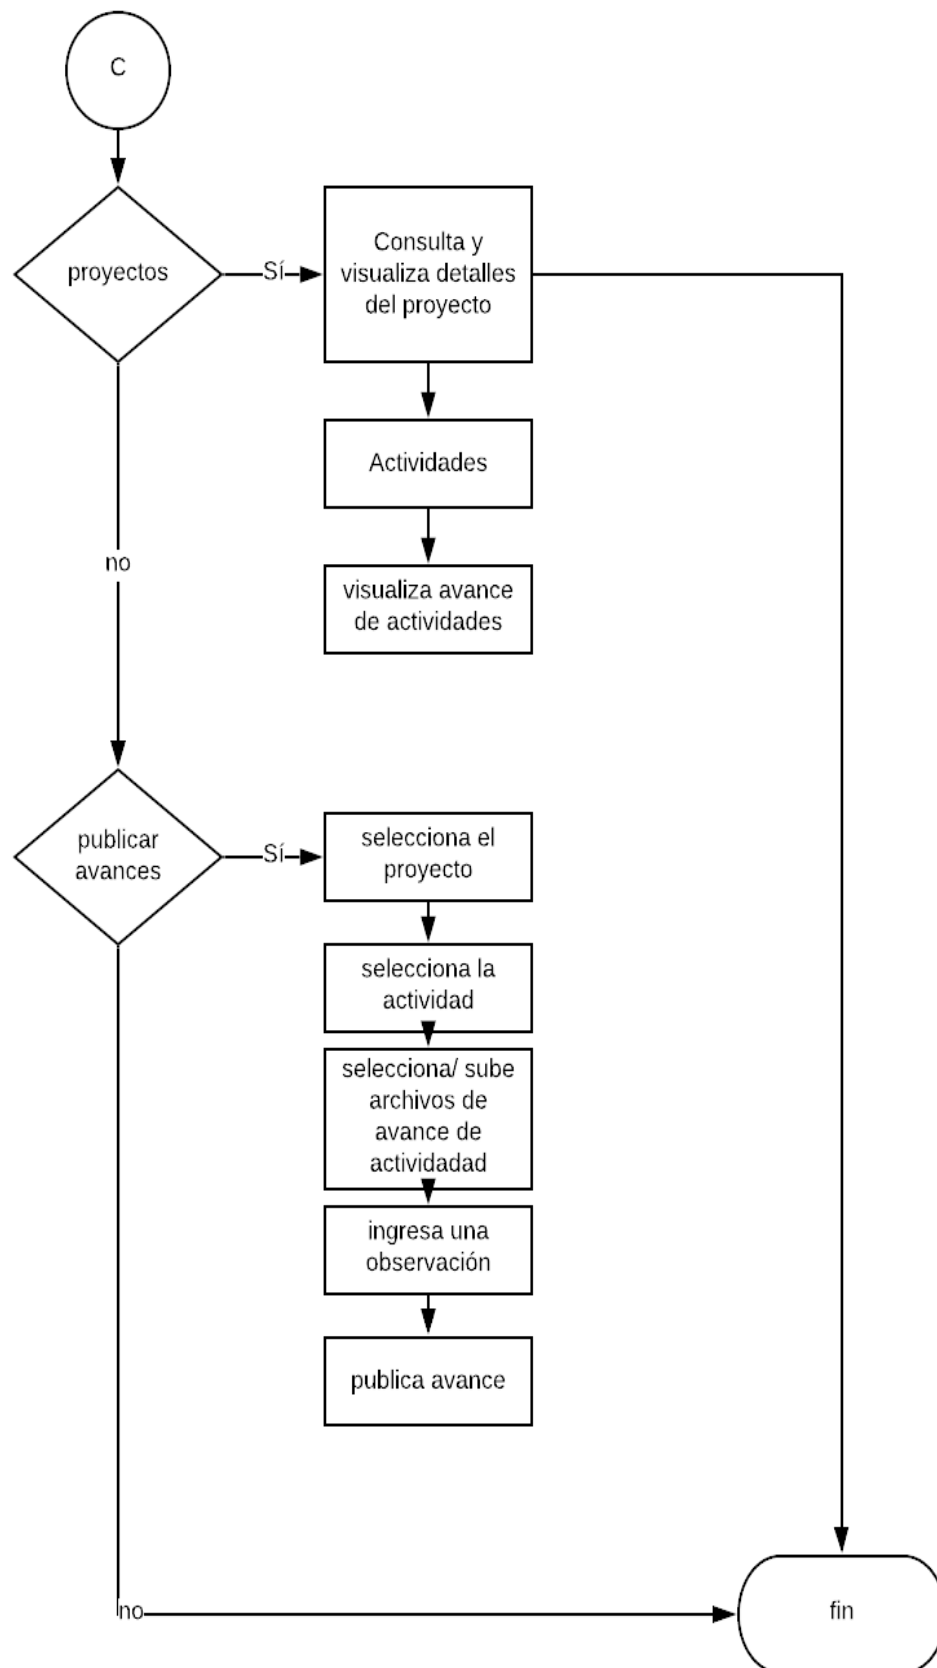 C
proyectos
Sí
Consulta y
visualiza detalles
del proyecto
Actividades
no
visualiza avance
de actividades
publicar
avances
Sí
selecciona el
proyecto
selecciona la
actividad
selecciona/ sube
archivos de
avance de
actividadad
ingresa una
observación
publica avance
no
fin